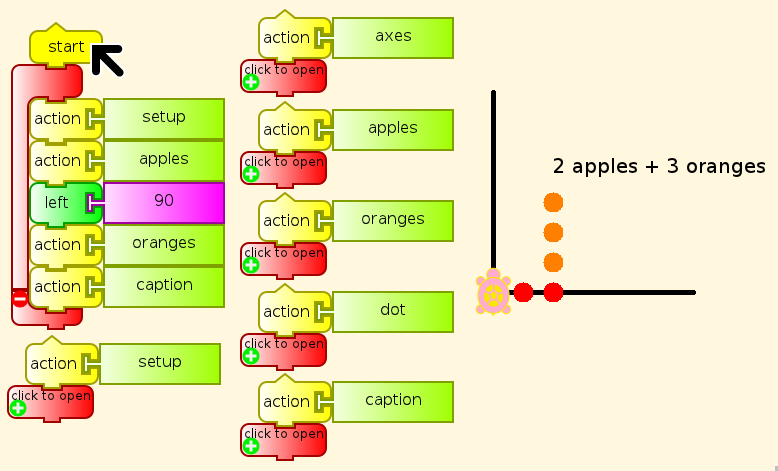 start
action setup
action apples
left 90
action oranges
action caption
action setup
click to open
action axes
click to open
action apples
click to open
action oranges
click to open
action dot
click to open
action caption
click to open
2 apples + 3 oranges